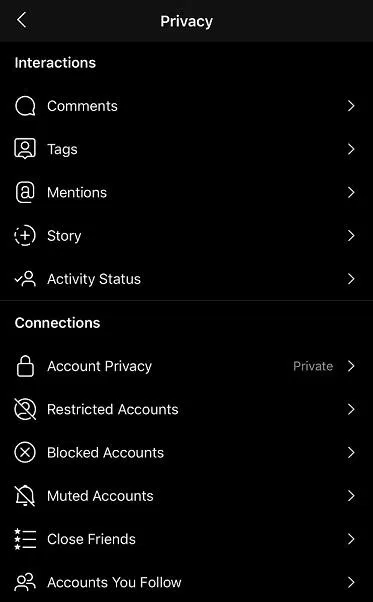 Privacy
Interactions
Comments
Tags
Mentions
Story
Activity Status
Connections
Account Privacy Private
Restricted Accounts
Blocked Accounts
Muted Accounts
Close Friends
Accounts You Follow